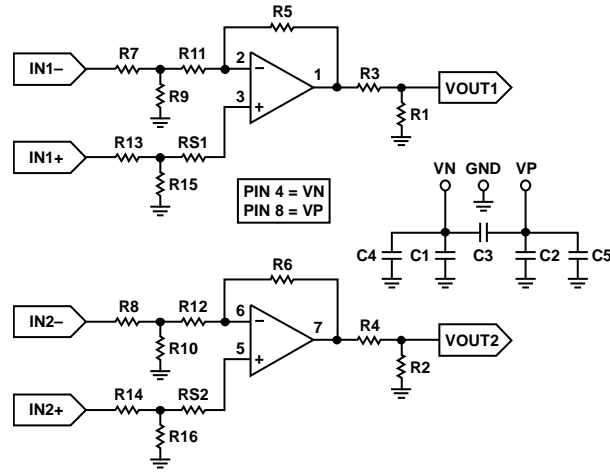 R5
R7 R11
IN1– 2 – 1 R3 VOUT1
R9 3 + R1
R13 RS1
IN1+
R15
PIN 4 = VN
PIN 8 = VP
VN GND VP
C4 C1 C3 C2 C5
R6
R8 R12
IN2– 6 – 7 R4 VOUT2
R10 5 + R2
R14 RS2
IN2+
R16